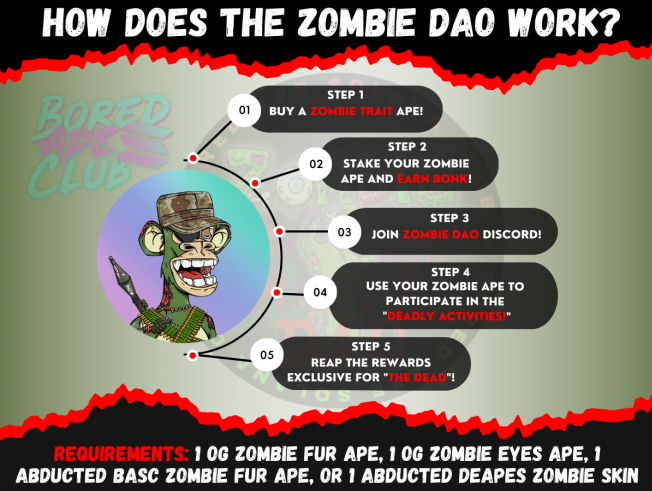 HOW DOES THE ZOMBIE DAO WORK?
BORED
APE
CLUB
01
STEP 1
BUY A ZOMBIE TRAIT APE!
02
STEP 2
STAKE YOUR ZOMBIE
APE AND EARN BONK!
03
STEP 3
JOIN ZOMBIE DAO DISCORD!
04
STEP 4
USE YOUR ZOMBIE APE TO
PARTICIPATE IN THE
"DEADLY ACTIVITIES!"
05
STEP 5
REAP THE REWARDS
EXCLUSIVE FOR "THE DEAD"!
REQUIREMENTS: 1 OG ZOMBIE FUR APE, 1 OG ZOMBIE EYES APE, 1
ABDUCTED BASC ZOMBIE FUR APE, OR 1 ABDUCTED DEAPES ZOMBIE SKIN